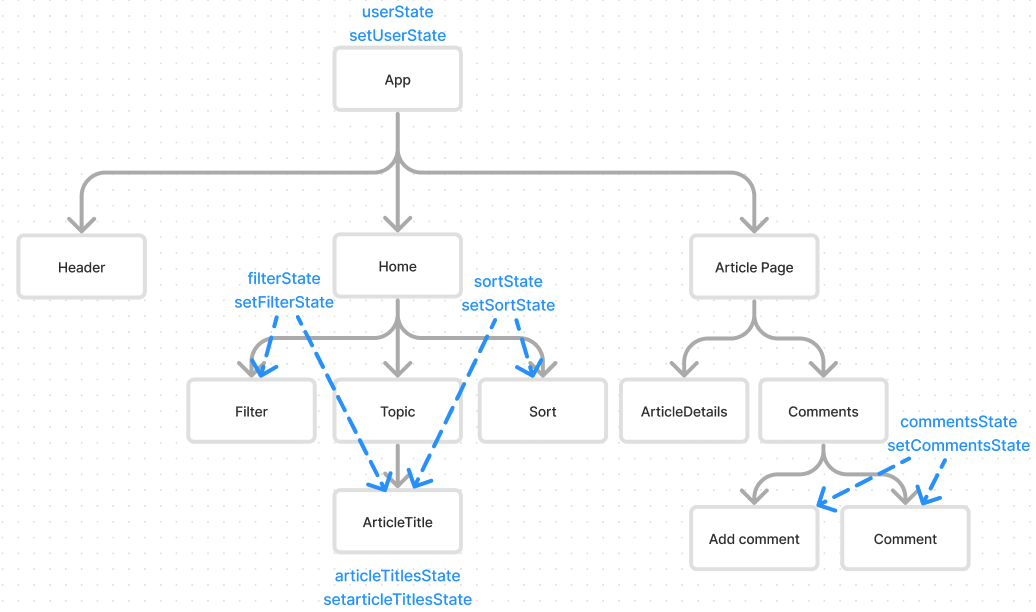 userState
setUserState
App
Header
Home
Article Page
filterState
setFilterState
sortState
setSortState
Filter
Topic
Sort
ArticleDetails
Comments
commentsState
setCommentsState
ArticleTitle
Add comment
Comment
articleTitlesState
setarticleTitlesState